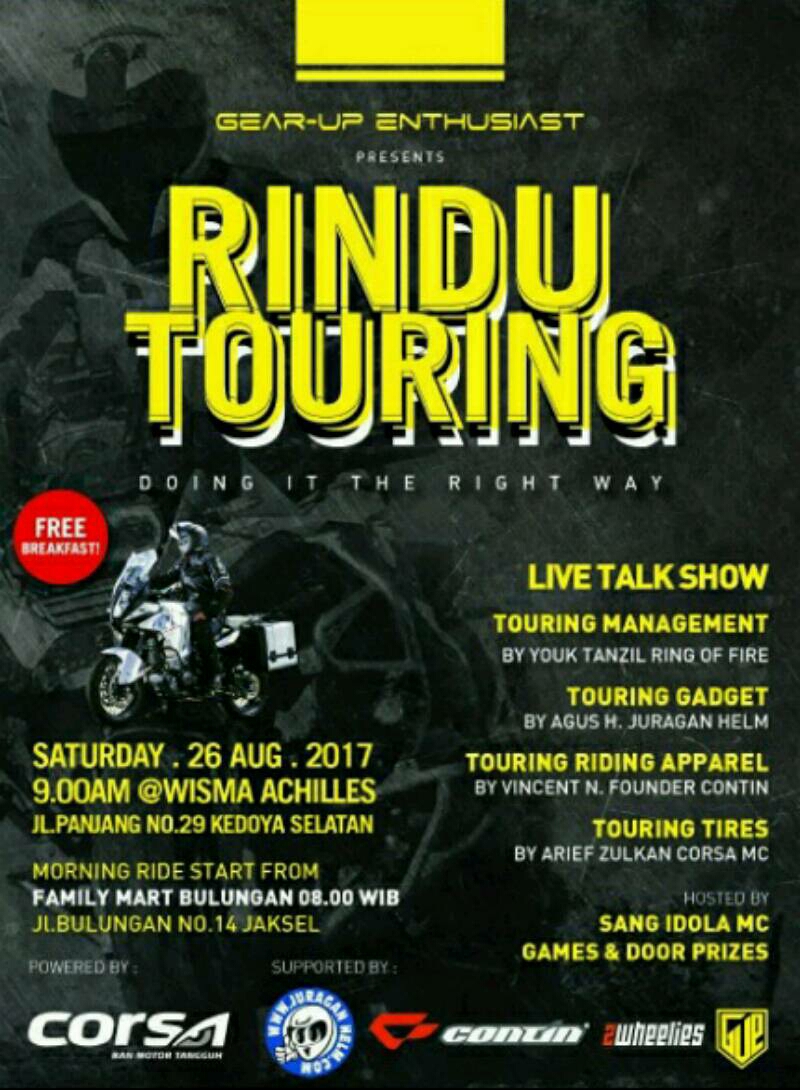 GEAR-UP ENTHUSIAST
PRESENTS
RINDU
TOURING
DOING IT THE RIGHT WAY
FREE
BREAKFAST!
LIVE TALK SHOW
TOURING MANAGEMENT
BY YOUK TANZIL RING OF FIRE
TOURING GADGET
BY AGUS H. JURAGAN HELM
TOURING RIDING APPAREL
BY VINCENT N. FOUNDER CONTIN
TOURING TIRES
BY ARIEF ZULKAN CORSA MC
HOSTED BY
SANG IDOLA MC
GAMES & DOOR PRIZES
SATURDAY . 26 AUG . 2017
9.00AM @WISMA ACHILLES
JL.PANJANG NO.29 KEDOYA SELATAN
MORNING RIDE START FROM
FAMILY MART BULUNGAN 08.00 WIB
Jl.BULUNGAN NO.14 JAKSEL
POWERED BY :
CORSA
BAN MOTOR TANGGUH
SUPPORTED BY :
WWW.JURAGANHELM.COM
CONTIN
2WHEELIES
GUE